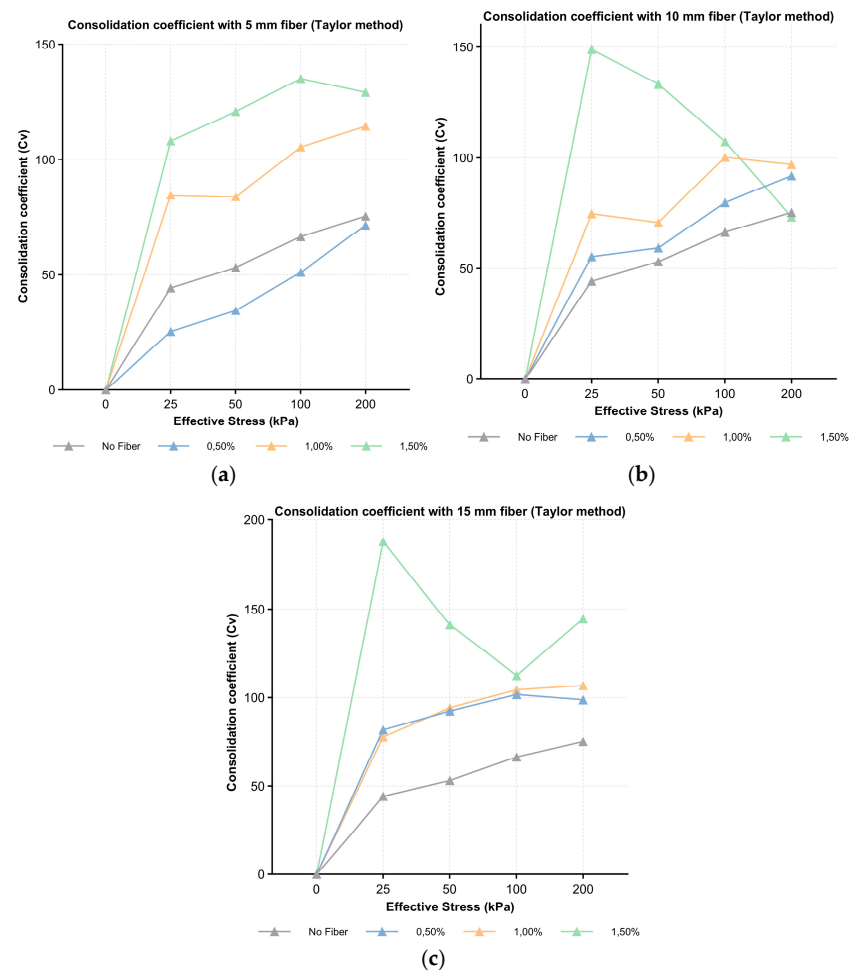 Consolidation coefficient with 5 mm fiber (Taylor method)
150
100
50
0
Consolidation coefficient (Cv)
0 25 50 100 200
Effective Stress (kPa)
No Fiber 0,50% 1,00% 1,50%
(a)
Consolidation coefficient with 10 mm fiber (Taylor method)
150
100
50
0
Consolidation coefficient (Cv)
0 25 50 100 200
Effective Stress (kPa)
No Fiber 0,50% 1,00% 1,50%
(b)
Consolidation coefficient with 15 mm fiber (Taylor method)
200
150
100
50
0
Consolidation coefficient (Cv)
0 25 50 100 200
Effective Stress (kPa)
No Fiber 0,50% 1,00% 1,50%
(c)